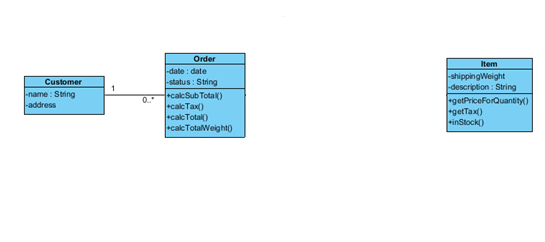 Customer
-name : String
-address
1
0..*
Order
-date : date
-status : String
+calcSubTotal()
+calcTax()
+calcTotal()
+calcTotalWeight()
Item
-shippingWeight
-description : String
+getPriceForQuantity()
+getTax()
+inStock()